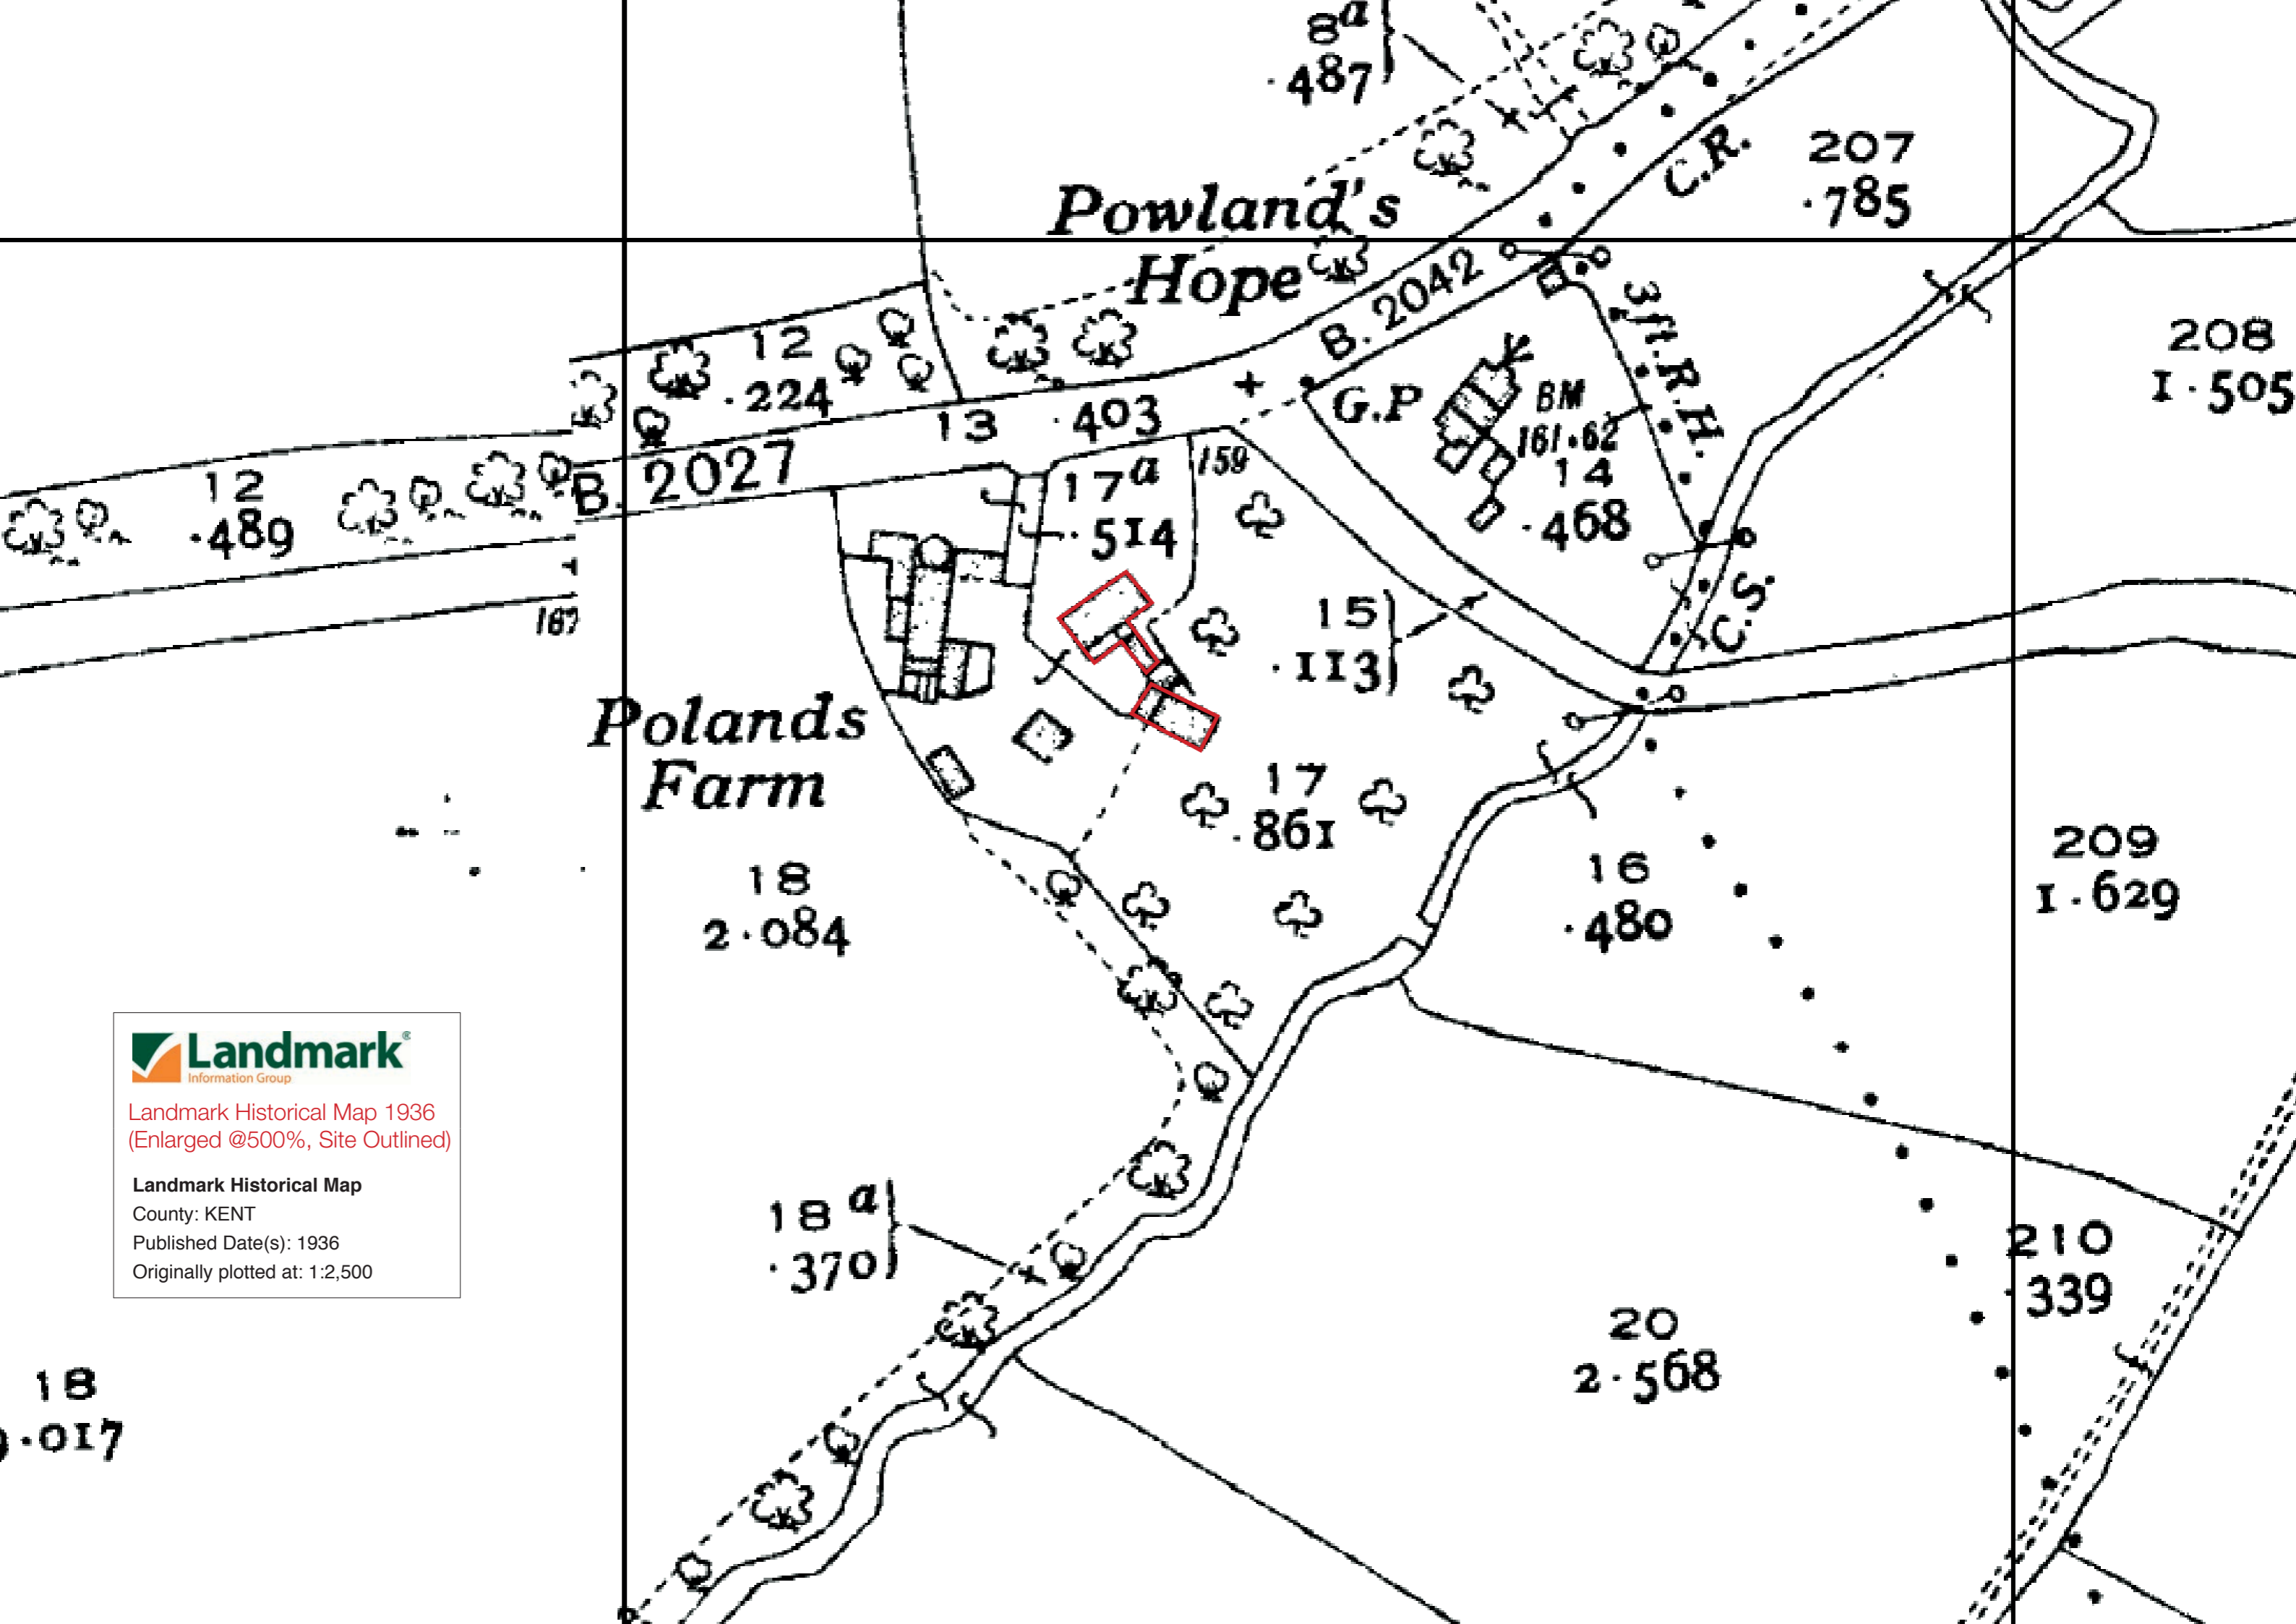 8a
.487
207
.785
C.R.
Powland's
Hope
B. 2042
3ft.R.H.
208
1.505
12
.224
13 .403
G.P
BM
161.62
14
.468
B. 2027
12
.489
17a
.514
159
167
15
.113
C.S.
Polands
Farm
17
.861
18
2.084
16
.480
209
1.629
Landmark®
Information Group
Landmark Historical Map 1936
(Enlarged @500%, Site Outlined)
Landmark Historical Map
County: KENT
Published Date(s): 1936
Originally plotted at: 1:2,500
18a
.370
210
.339
20
2.568
18
.017